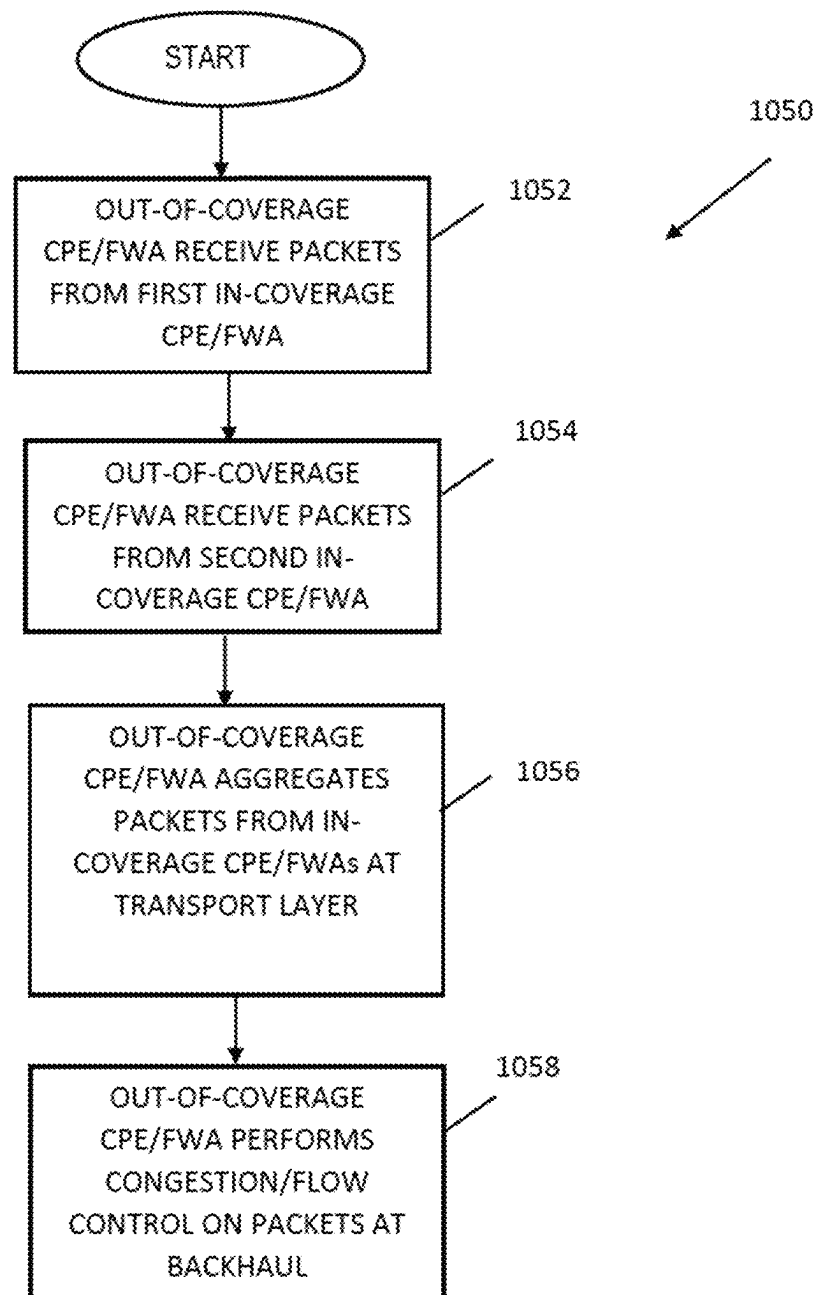 START
1050
OUT-OF-COVERAGE
CPE/FWA RECEIVE PACKETS
FROM FIRST IN-COVERAGE
CPE/FWA
1052
OUT-OF-COVERAGE
CPE/FWA RECEIVE PACKETS
FROM SECOND IN-
COVERAGE CPE/FWA
1054
OUT-OF-COVERAGE
CPE/FWA AGGREGATES
PACKETS FROM IN-
COVERAGE CPE/FWAs AT
TRANSPORT LAYER
1056
OUT-OF-COVERAGE
CPE/FWA PERFORMS
CONGESTION/FLOW
CONTROL ON PACKETS AT
BACKHAUL
1058